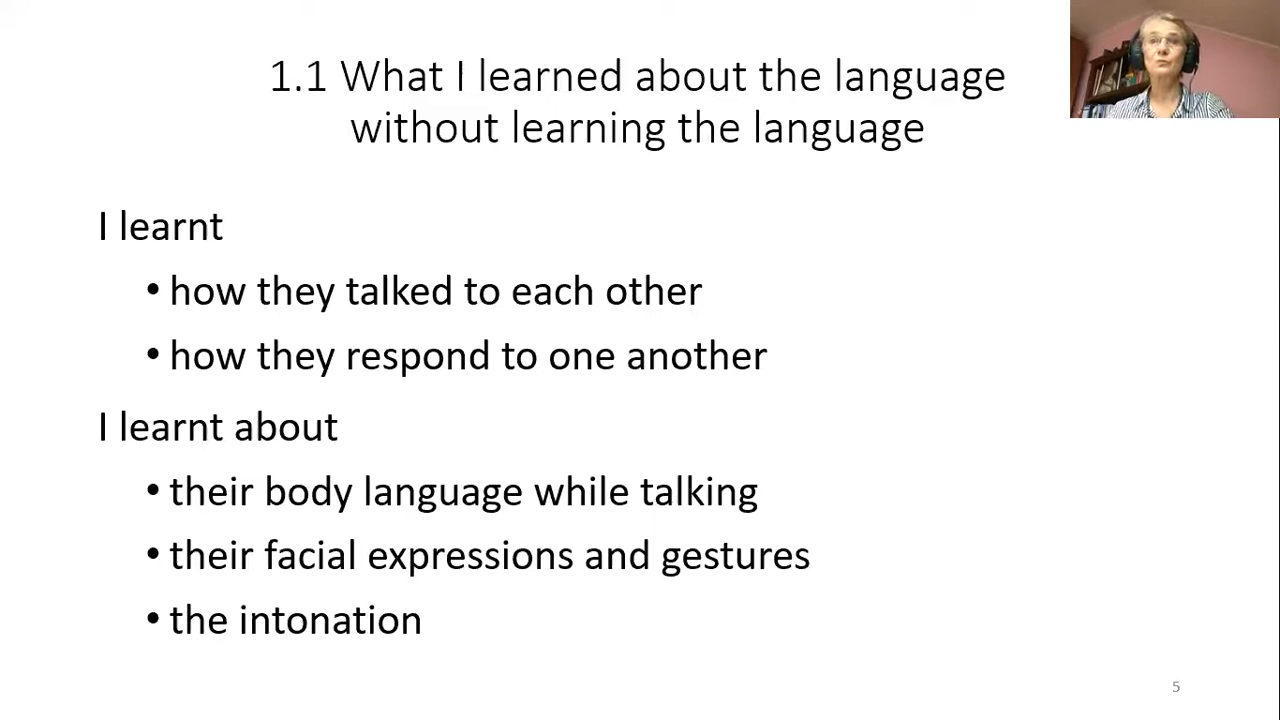 1.1 What I learned about the language
without learning the language
I learnt
• how they talked to each other
• how they respond to one another
I learnt about
• their body language while talking
• their facial expressions and gestures
• the intonation
5